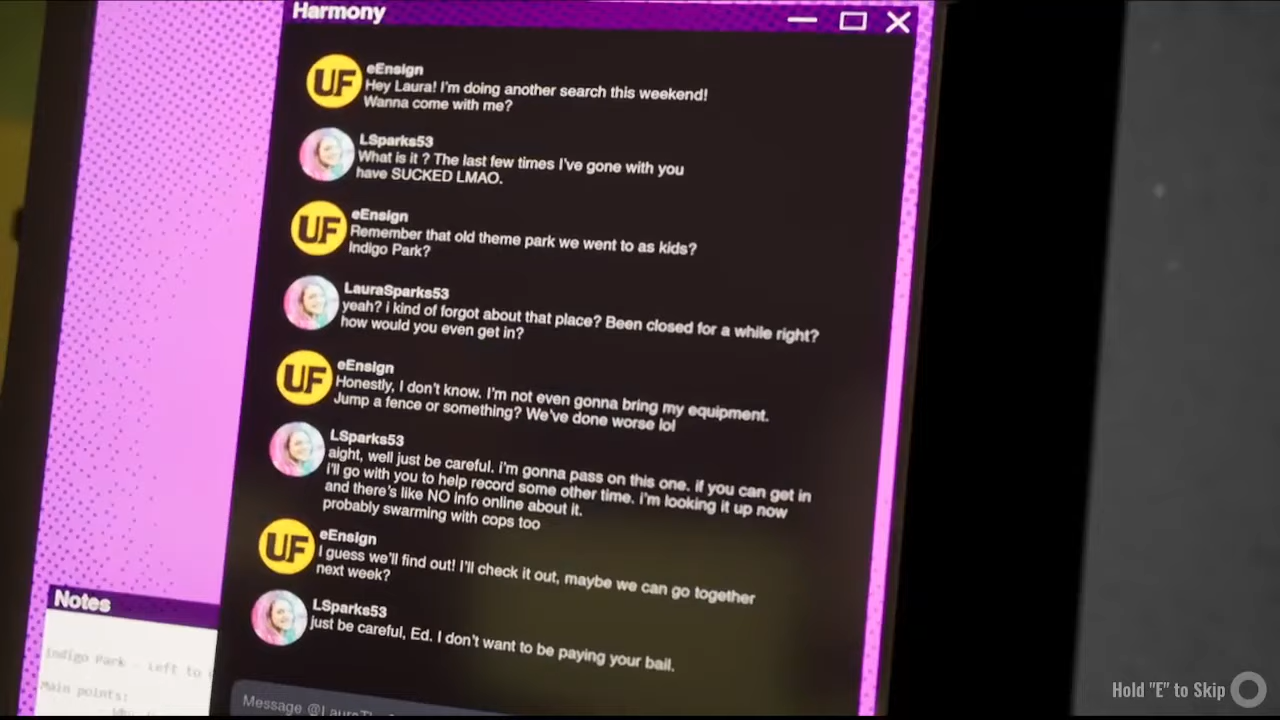 Harmony
UF
eEnsign
Hey Laura! I'm doing another search this weekend!
Wanna come with me?
LSparks53
What is it ? The last few times I've gone with you
have SUCKED LMAO.
UF
eEnsign
Remember that old theme park we went to as kids?
Indigo Park?
LauraSparks53
yeah? i kind of forgot about that place? Been closed for a while right?
how would you even get in?
UF
eEnsign
Honestly, I don't know. I'm not even gonna bring my equipment.
Jump a fence or something? We've done worse lol
LSparks53
aight, well just be careful. i'm gonna pass on this one. if you can get in
i'll go with you to help record some other time. i'm looking it up now
and there's like NO info online about it.
probably swarming with cops too
UF
eEnsign
I guess we'll find out! I'll check it out, maybe we can go together
next week?
LSparks53
just be careful, Ed. I don't want to be paying your bail.
Notes
Indigo Park - Left to
Main points:
Message
Hold "E" to Skip